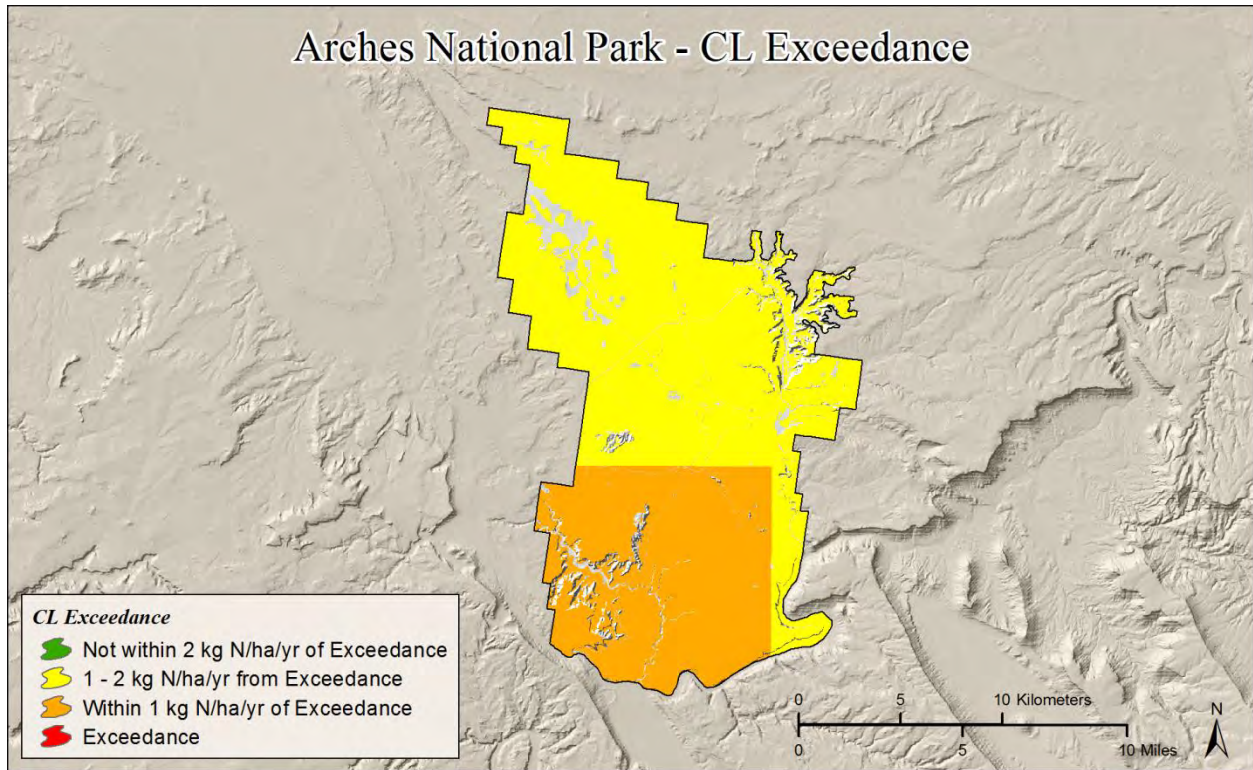 Arches National Park - CL Exceedance
CL Exceedance
Not within 2 kg N/ha/yr of Exceedance
1 - 2 kg N/ha/yr from Exceedance
Within 1 kg N/ha/yr of Exceedance
Exceedance
5 10 Kilometers
0 5 10 Miles
0
N